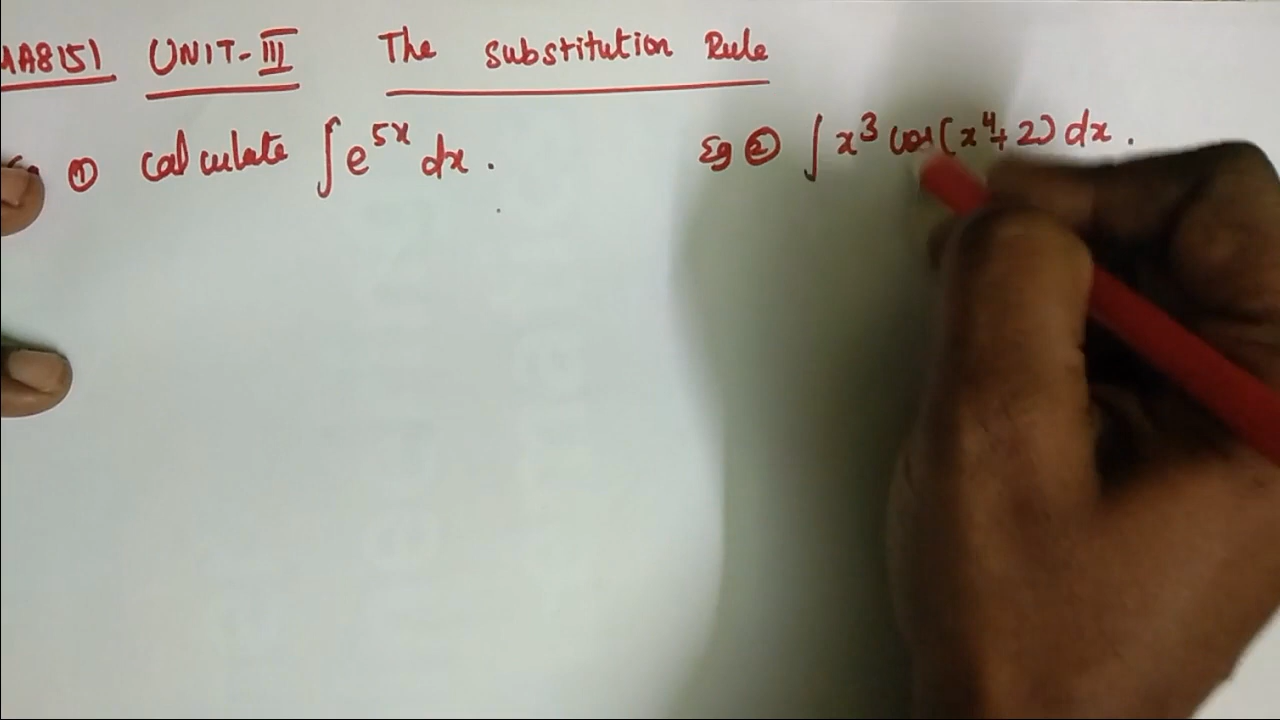 MA8151 UNIT-III The Substitution Rule
① Calculate ∫e^{5x} dx.
Eg ② ∫x³ cos(x⁴+2) dx.